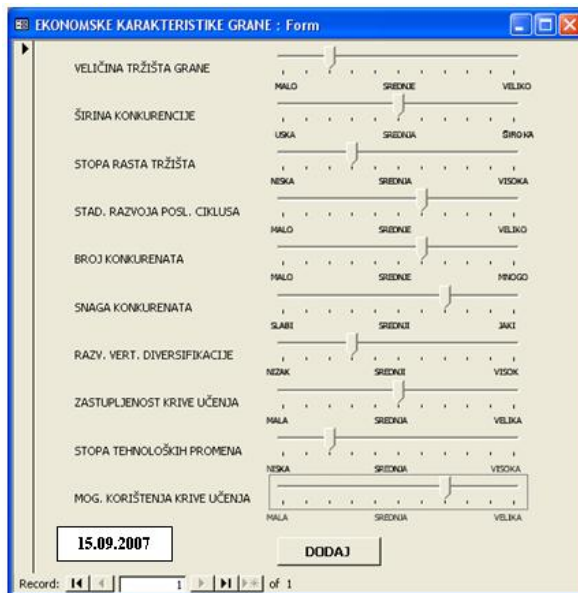 EKONOMSKE KARAKTERISTIKE GRANE : Form
VELIČINA TRŽIŠTA GRANE
MALO SREDNJE VELIKO
ŠIRINA KONKURENCIJE
USKA SREDNJA ŠIROKA
STOPA RASTA TRŽIŠTA
NISKA SREDNJA VISOKA
STAD. RAZVOJA POSL. CIKLUSA
MALO SREDNJE VELIKO
BROJ KONKURENATA
MALO SREDNJE MNOGO
SNAGA KONKURENATA
SLABI SREDNJI JAKI
RAZV. VERT. DIVERSIFIKACIJE
NIZAK SREDNJI VISOK
ZASTUPLJENOST KRIVE UČENJA
MALA SREDNJA VELIKA
STOPA TEHNOLOŠKIH PROMENA
NISKA SREDNJA VISOKA
MOG. KORIŠTENJA KRIVE UČENJA
MALA SREDNJA VELIKA
15.09.2007
DODAJ
Record: 1 of 1